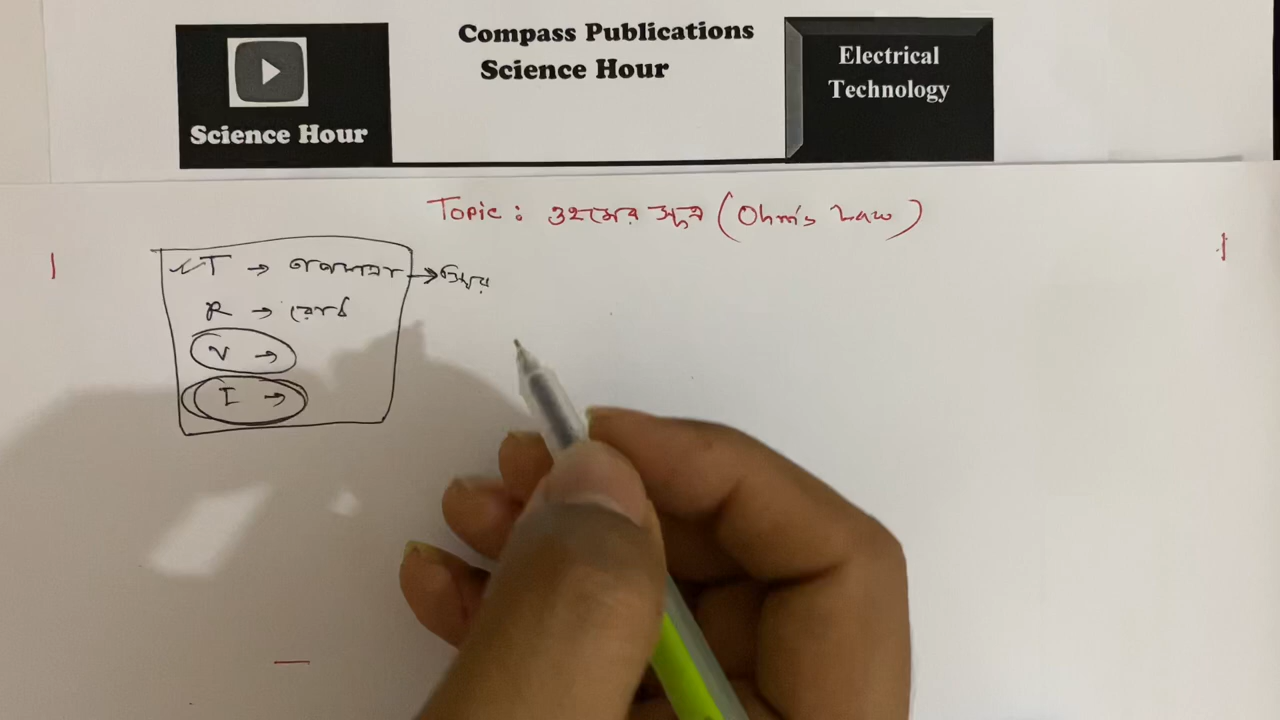 Compass Publications
Science Hour
Science Hour
Electrical
Technology
Topic: ওহমের সূত্র (Ohm's Law)
T → তাপমাত্রা → স্থির
R → রোধ
V →
I →